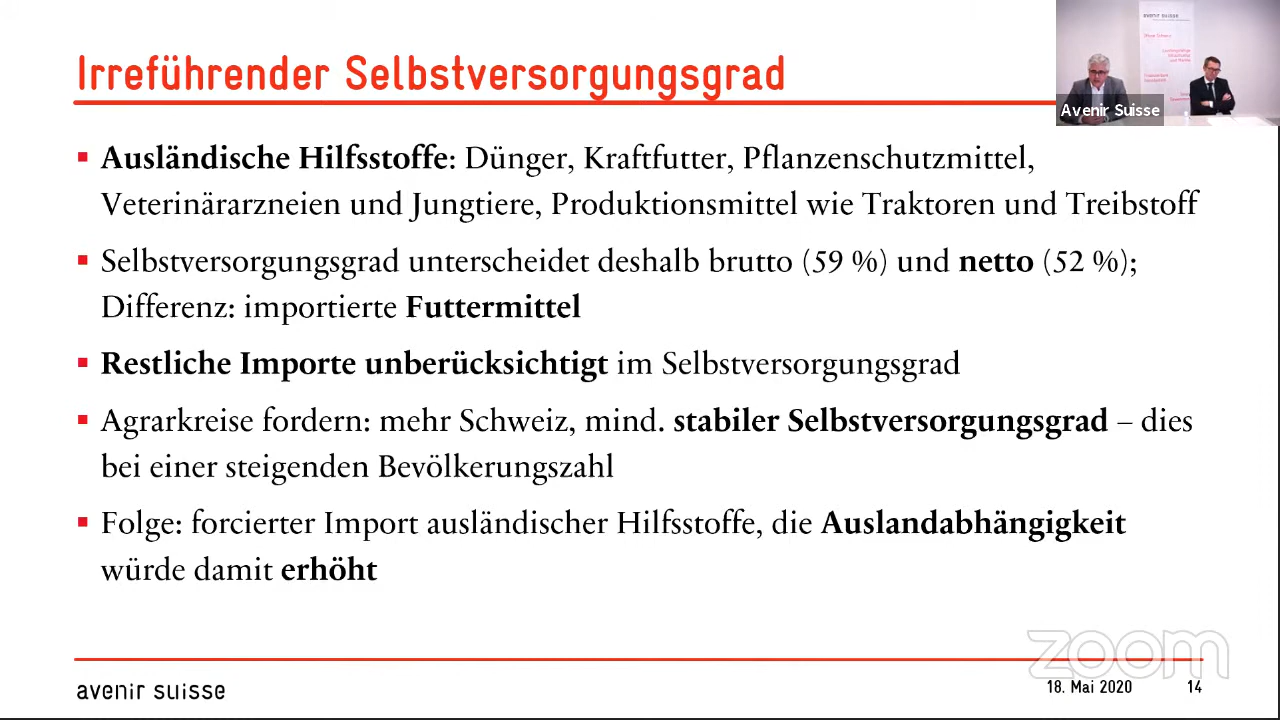 Irreführender Selbstversorgungsgrad
avenir suisse
Avenir Suisse
▪ Ausländische Hilfsstoffe: Dünger, Kraftfutter, Pflanzenschutzmittel,
Veterinärarzneien und Jungtiere, Produktionsmittel wie Traktoren und Treibstoff
▪ Selbstversorgungsgrad unterscheidet deshalb brutto (59 %) und netto (52 %);
Differenz: importierte Futtermittel
▪ Restliche Importe unberücksichtigt im Selbstversorgungsgrad
▪ Agrarkreise fordern: mehr Schweiz, mind. stabiler Selbstversorgungsgrad – dies
bei einer steigenden Bevölkerungszahl
▪ Folge: forcierter Import ausländischer Hilfsstoffe, die Auslandabhängigkeit
würde damit erhöht
zoom
avenir suisse
18. Mai 2020 14